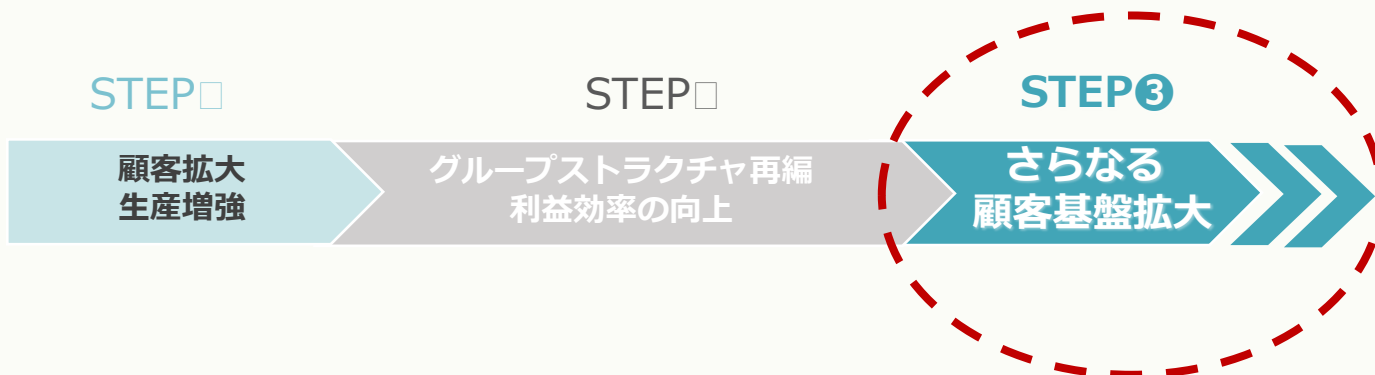 STEP□
STEP□
STEP❸
顧客拡大
生産増強
グループストラクチャ再編
利益効率の向上
さらなる
顧客基盤拡大